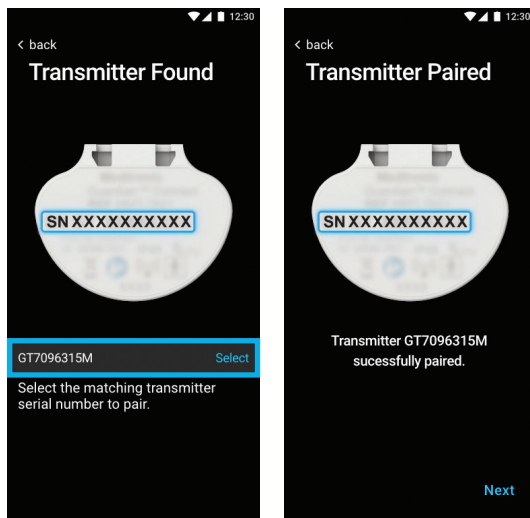 12:30
< back
Transmitter Found
SN XXXXXXXXXX
GT7096315M Select
Select the matching transmitter
serial number to pair.
12:30
< back
Transmitter Paired
SN XXXXXXXXXX
Transmitter GT7096315M
sucessfully paired.
Next